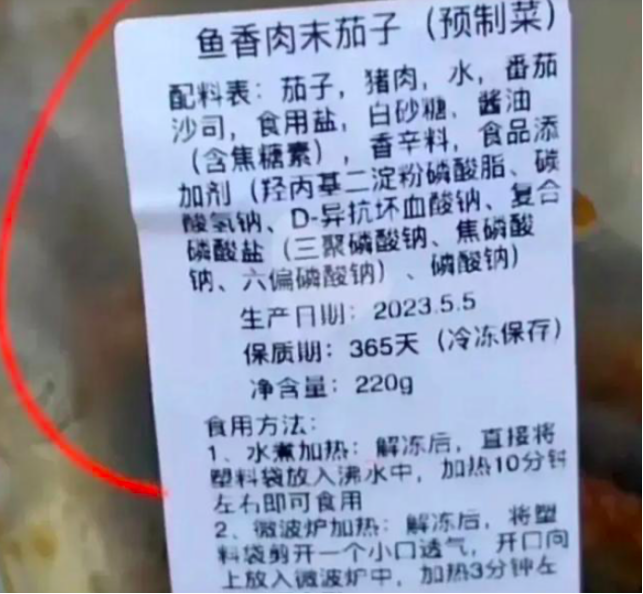 鱼香肉末茄子（预制菜）
配料表：茄子，猪肉，水，番茄
沙司，食用盐，白砂糖，酱油
（含焦糖素），香辛料，食品添
加剂（羟丙基二淀粉磷酸脂、碳
酸氢钠、D-异抗坏血酸钠、复合
磷酸盐（三聚磷酸钠、焦磷酸
钠、六偏磷酸钠）、磷酸钠）
生产日期：2023.5.5
保质期：365天（冷冻保存）
净含量：220g
食用方法：
1、水煮加热：解冻后，直接将
塑料袋放入沸水中，加热10分钟
左右即可食用
2、微波炉加热：解冻后，将塑
料袋剪开一个小口透气，开口向
上放入微波炉中，加热3分钟左